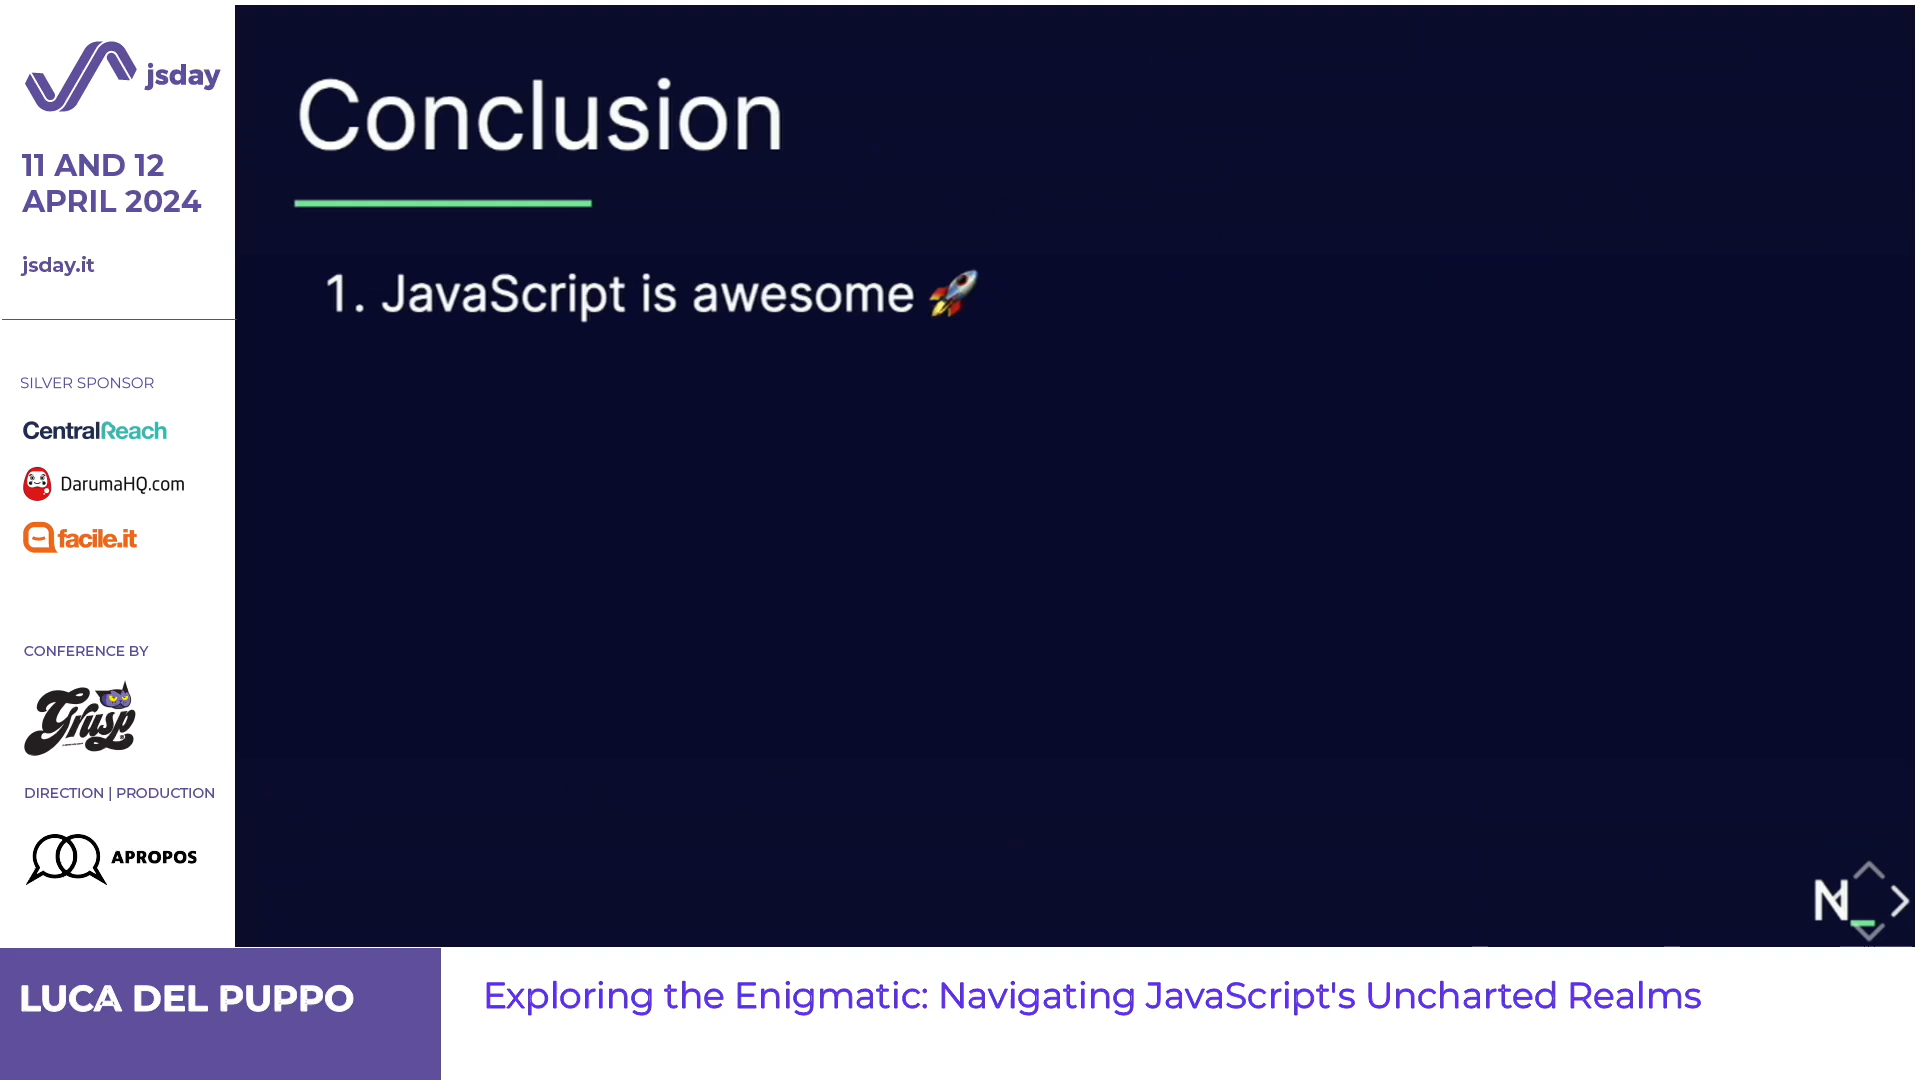 jsday
11 AND 12
APRIL 2024
jsday.it
SILVER SPONSOR
CentralReach
DarumaHQ.com
facile.it
CONFERENCE BY
Grusp
DIRECTION | PRODUCTION
APROPOS
Conclusion
1. JavaScript is awesome 🚀
N_
LUCA DEL PUPPO
Exploring the Enigmatic: Navigating JavaScript's Uncharted Realms